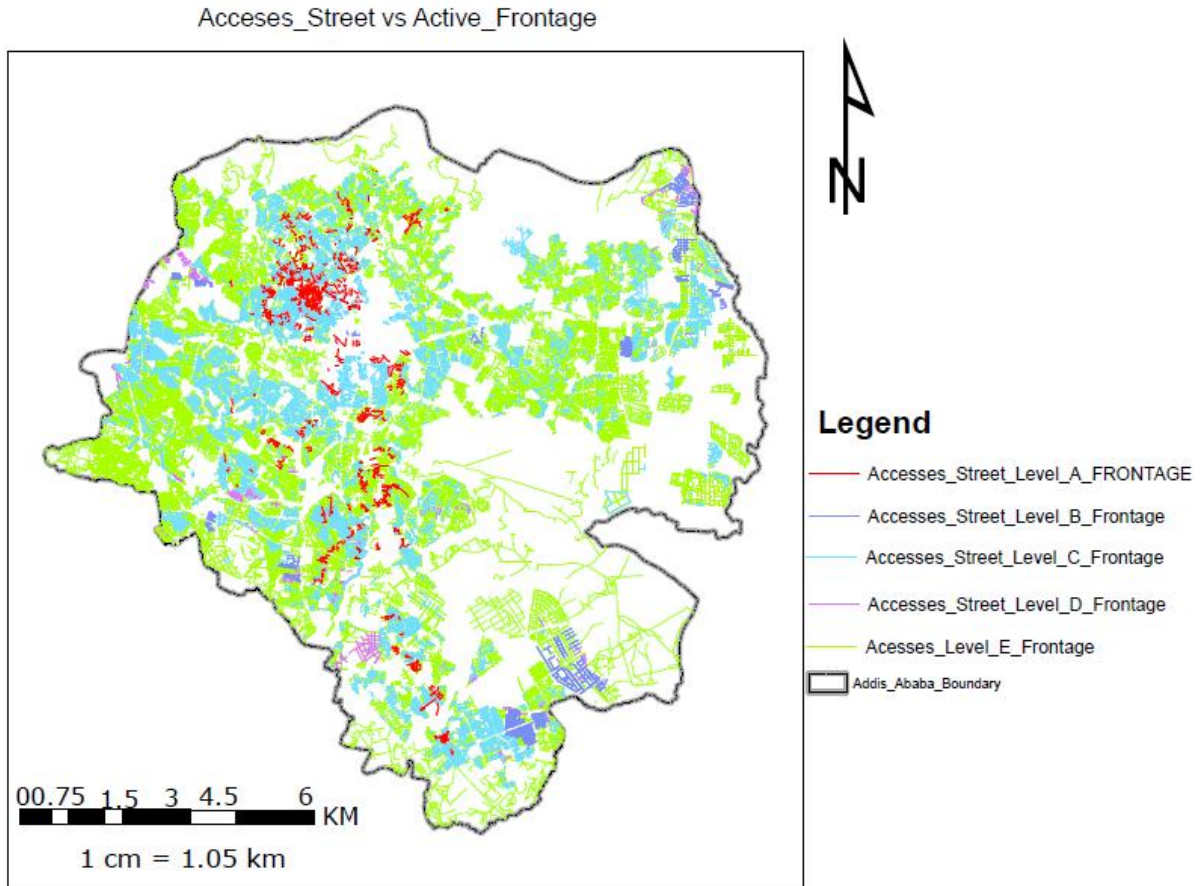 Acceses_Street vs Active_Frontage
N
Legend
Accesses_Street_Level_A_FRONTAGE
Accesses_Street_Level_B_Frontage
Accesses_Street_Level_C_Frontage
Accesses_Street_Level_D_Frontage
Acesses_Level_E_Frontage
Addis_Ababa_Boundary
00.75 1.5 3 4.5 6
KM
1 cm = 1.05 km